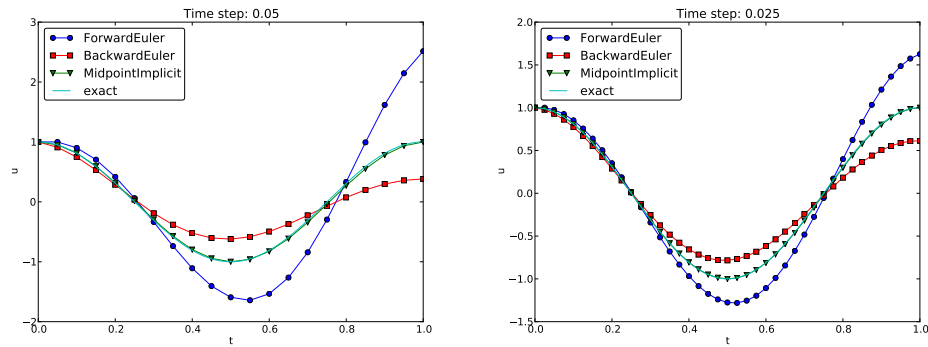 Time step: 0.05
3
2
1
0
−1
−2
u
ForwardEuler
BackwardEuler
MidpointImplicit
exact
0.0
0.2
0.4
0.6
0.8
1.0
t
Time step: 0.025
2.0
1.5
1.0
0.5
0.0
−0.5
−1.0
−1.5
u
ForwardEuler
BackwardEuler
MidpointImplicit
exact
0.0
0.2
0.4
0.6
0.8
1.0
t